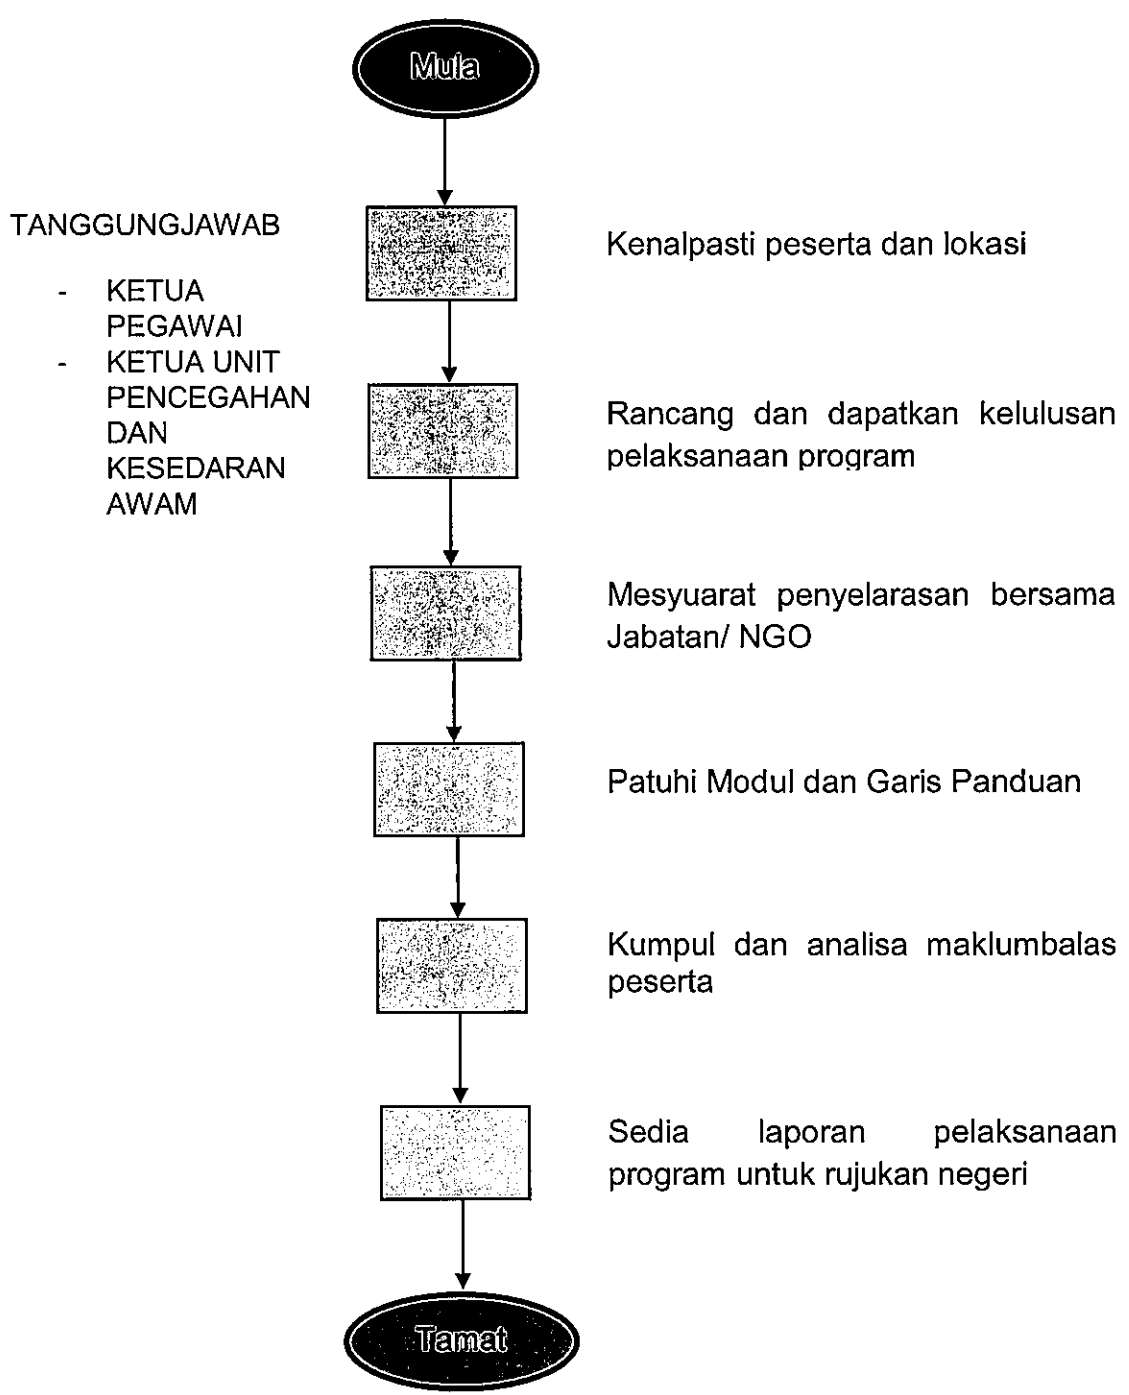 Mula
TANGGUNGJAWAB
- KETUA
PEGAWAI
- KETUA UNIT
PENCEGAHAN
DAN
KESEDARAN
AWAM
Kenalpasti peserta dan lokasi
Rancang dan dapatkan kelulusan
pelaksanaan program
Mesyuarat penyelarasan bersama
Jabatan/ NGO
Patuhi Modul dan Garis Panduan
Kumpul dan analisa maklumbalas
peserta
Sedia laporan pelaksanaan
program untuk rujukan negeri
Tamat